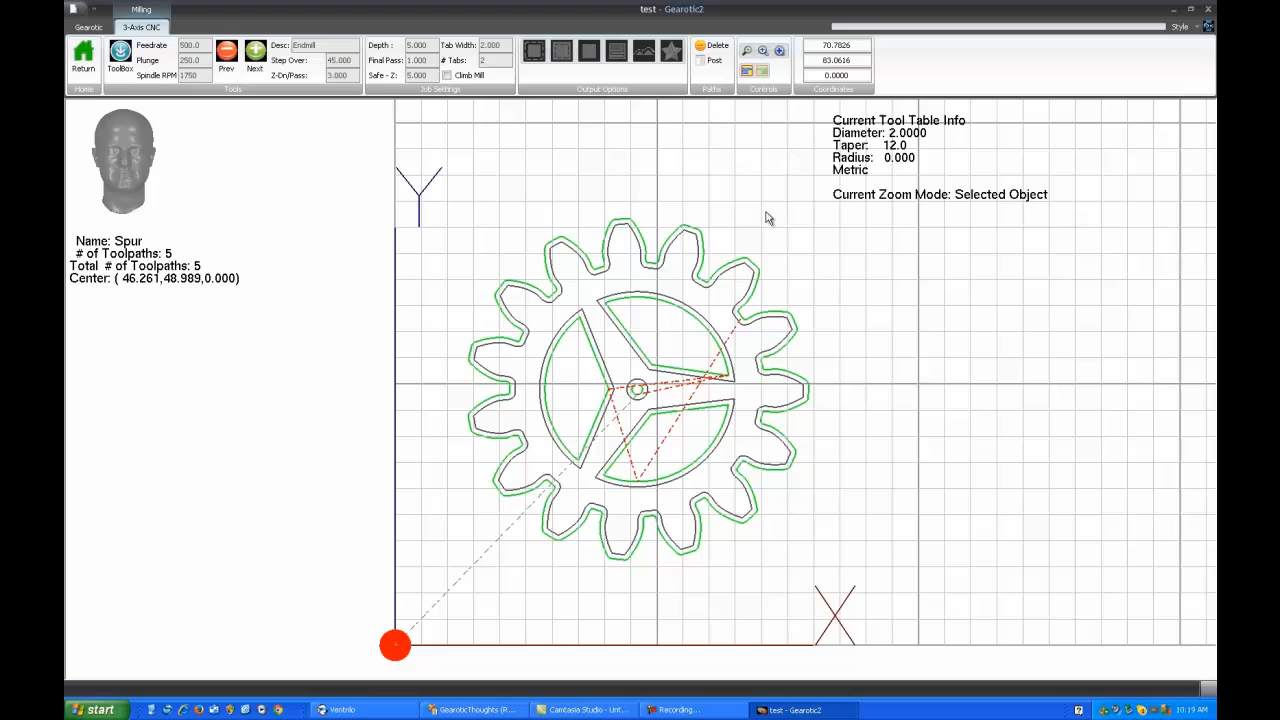 Milling
test - Gearotic2
Gearotic
3-Axis CNC
Style
Return
ToolBox
Feedrate 500.0
Plunge 250.0
Spindle RPM 1750
Prev
Next
Desc: Endmill
Step Over: 45.000
Z-Dn/Pass: 3.000
Depth : 5.000
Final Pass: 1.000
Safe - Z: 5.000
Tab Width: 2.000
# Tabs: 2
Climb Mill
Delete
Post
70.7826
83.0616
0.0000
Home
Tools
Job Settings
Output Options
Paths
Controls
Coordinates
Current Tool Table Info
Diameter: 2.0000
Taper: 12.0
Radius: 0.000
Metric
Current Zoom Mode: Selected Object
Name: Spur
# of Toolpaths: 5
Total # of Toolpaths: 5
Center: ( 46.261,48.989,0.000)
Y
X
start
Ventrilo
GearoticThoughts (R...
Camtasia Studio - Unt...
Recording...
test - Gearotic2
?
10:19 AM